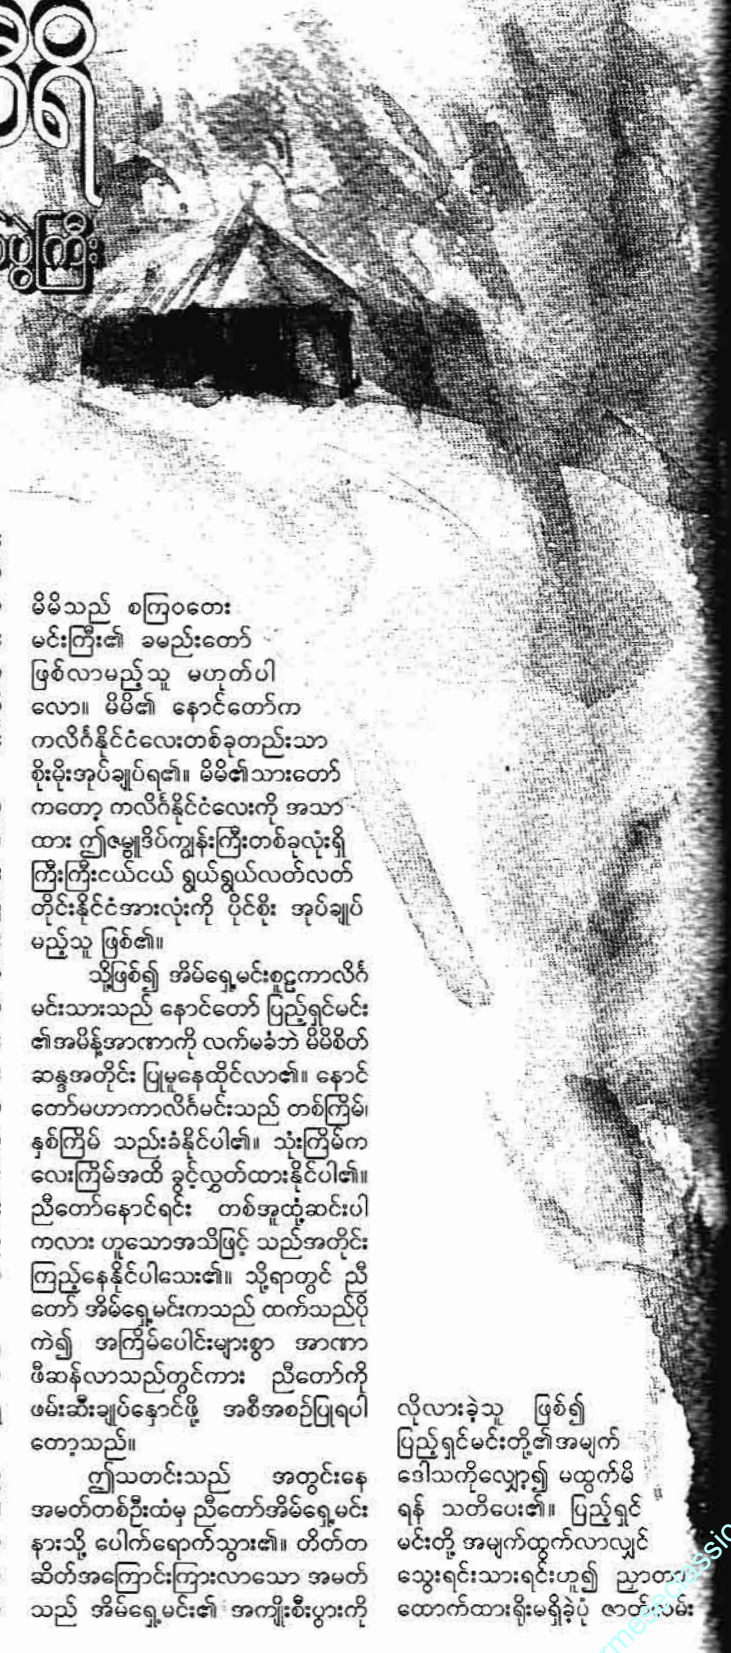 မိမိသည် စကြဝတေး
မင်းကြီး၏ ခမည်းတော်
ဖြစ်လာမည့်သူ မဟုတ်ပါ
လော။ မိမိ၏ နောင်တော်က
ကလိင်္ဂနိုင်ငံလေးတစ်ခုတည်းသာ
စိုးမိုးအုပ်ချုပ်ရ၏။ မိမိ၏သားတော်
ကတော့ ကလိင်္ဂနိုင်ငံလေးကို အသာ
ထား ဤဇမ္ဗူဒိပ်ကျွန်းကြီးတစ်ခုလုံးရှိ
ကြီးကြီးငယ်ငယ် ရွယ်ရွယ်လတ်လတ်
တိုင်းနိုင်ငံအားလုံးကို ပိုင်စိုး အုပ်ချုပ်
မည့်သူ ဖြစ်၏။
သို့ဖြစ်၍ အိမ်ရှေ့မင်းစူဠကာလိင်္ဂ
မင်းသားသည် နောင်တော် ပြည့်ရှင်မင်း
၏အမိန့်အာဏာကို လက်မခံဘဲ မိမိစိတ်
ဆန္ဒအတိုင်း ပြုမူနေထိုင်လာ၏။ နောင်
တော်မဟာကာလိင်္ဂမင်းသည် တစ်ကြိမ်၊
နှစ်ကြိမ် သည်းခံနိုင်ပါ၏။ သုံးကြိမ်က
လေးကြိမ်အထိ ခွင့်လွှတ်ထားနိုင်ပါ၏။
ညီတော်နောင်ရင်း တစ်အူထုံ့ဆင်းပါ
ကလား ဟူသောအသိဖြင့် သည်အတိုင်း
ကြည့်နေနိုင်ပါသေး၏။ သို့ရာတွင် ညီ
တော် အိမ်ရှေ့မင်းကသည် ထက်သည်ပို
ကဲ၍ အကြိမ်ပေါင်းများစွာ အာဏာ
ဖီဆန်လာသည်တွင်ကား ညီတော်ကို
ဖမ်းဆီးချုပ်နှောင်ဖို့ အစီအစဉ်ပြုရပါ
တော့သည်။
ဤသတင်းသည် အတွင်းနေ
အမတ်တစ်ဦးထံမှ ညီတော်အိမ်ရှေ့မင်း
နားသို့ ပေါက်ရောက်သွား၏။ တိတ်တ
ဆိတ်အကြောင်းကြားလာသော အမတ်
သည် အိမ်ရှေ့မင်း၏ အကျိုးစီးပွားကို
လိုလားခဲ့သူ ဖြစ်၍
ပြည့်ရှင်မင်းတို့၏အမျက်
ဒေါသကိုလျှော့၍ မထွက်မိ
ရန် သတိပေး၏။ ပြည့်ရှင်
မင်းတို့ အမျက်ထွက်လာလျှင်
သွေးရင်းသားရင်းဟူ၍ ညှာတာ
ထောက်ထားရိုးမရှိခဲ့ပုံ ဇာတ်လမ်း